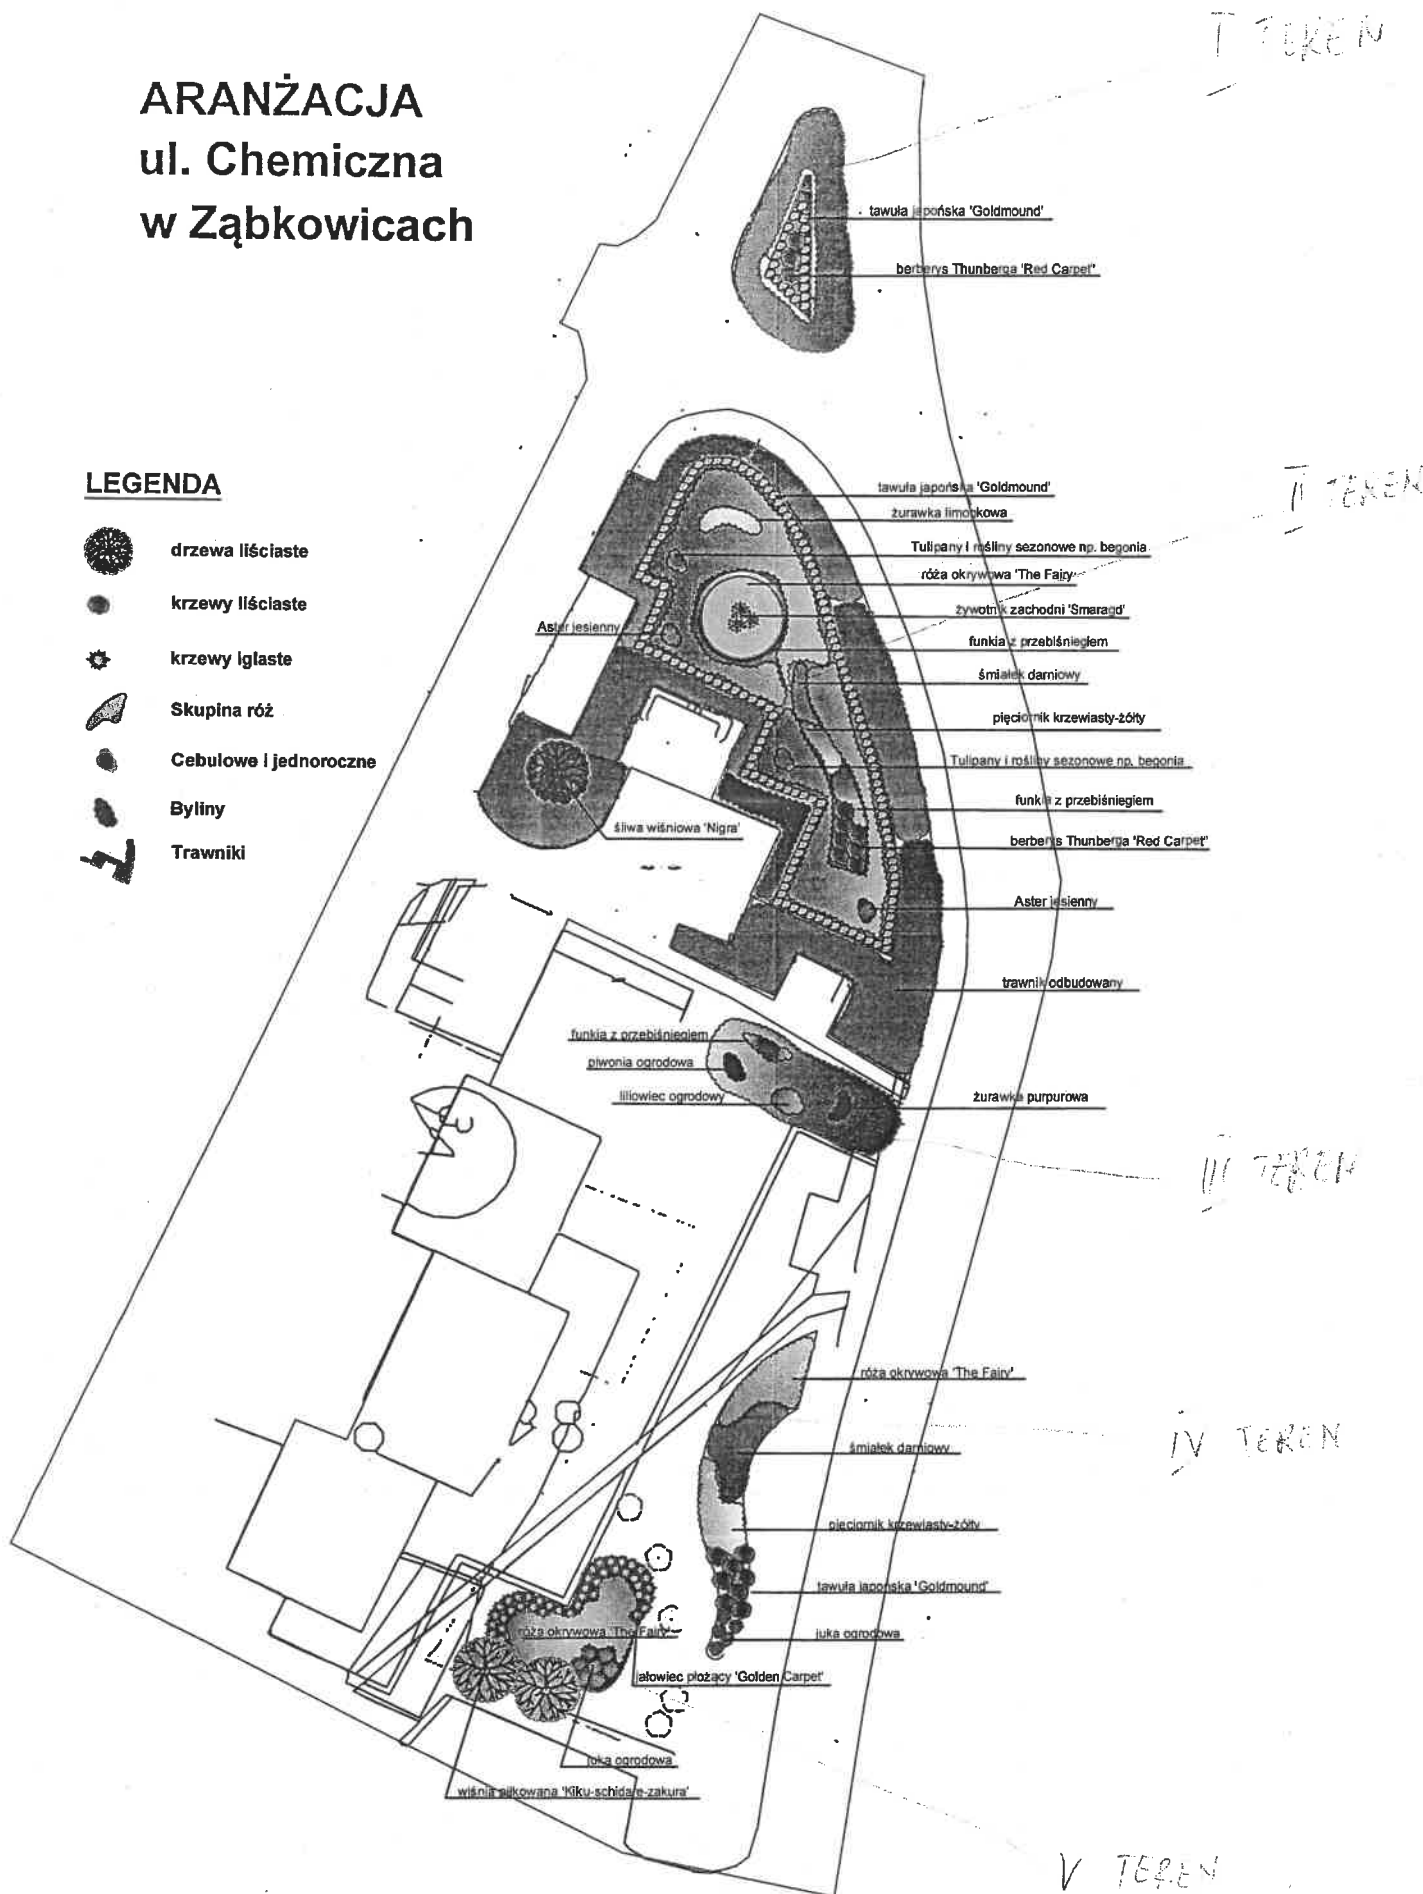 ARANŻACJA
ul. Chemiczna
w Ząbkowicach
I TEREN
tawuła japońska 'Goldmound'
berberys Thunberga 'Red Carpet'
LEGENDA
drzewa liściaste
krzewy liściaste
krzewy iglaste
Skupina róż
Cebulowe i jednoroczne
Byliny
Trawniki
II TEREN
tawuła japońska 'Goldmound'
żurawka limonkowa
Tulipany i rośliny sezonowe np. begonia
róża okrywowa 'The Fairy'
żywotnik zachodni 'Smaragd'
Aster jesienny
funkia z przebiśniegiem
śmiałek darniowy
pięciornik krzewiasty-żółty
Tulipany i rośliny sezonowe np. begonia
funkia z przebiśniegiem
śliwa wiśniowa 'Nigra'
berberys Thunberga 'Red Carpet'
Aster jesienny
trawnik odbudowany
funkia z przebiśniegiem
piwonia ogrodowa
liliowiec ogrodowy
żurawka purpurowa
III TEREN
róża okrywowa 'The Fairy'
IV TEREN
śmiałek darniowy
pięciornik krzewiasty-żółty
tawuła japońska 'Goldmound'
juka ogrodowa
róża okrywowa 'The Fairy'
jałowiec płożący 'Golden Carpet'
juka ogrodowa
wiśnia piłkowana 'Kiku-schidare-zakura'
V TEREN